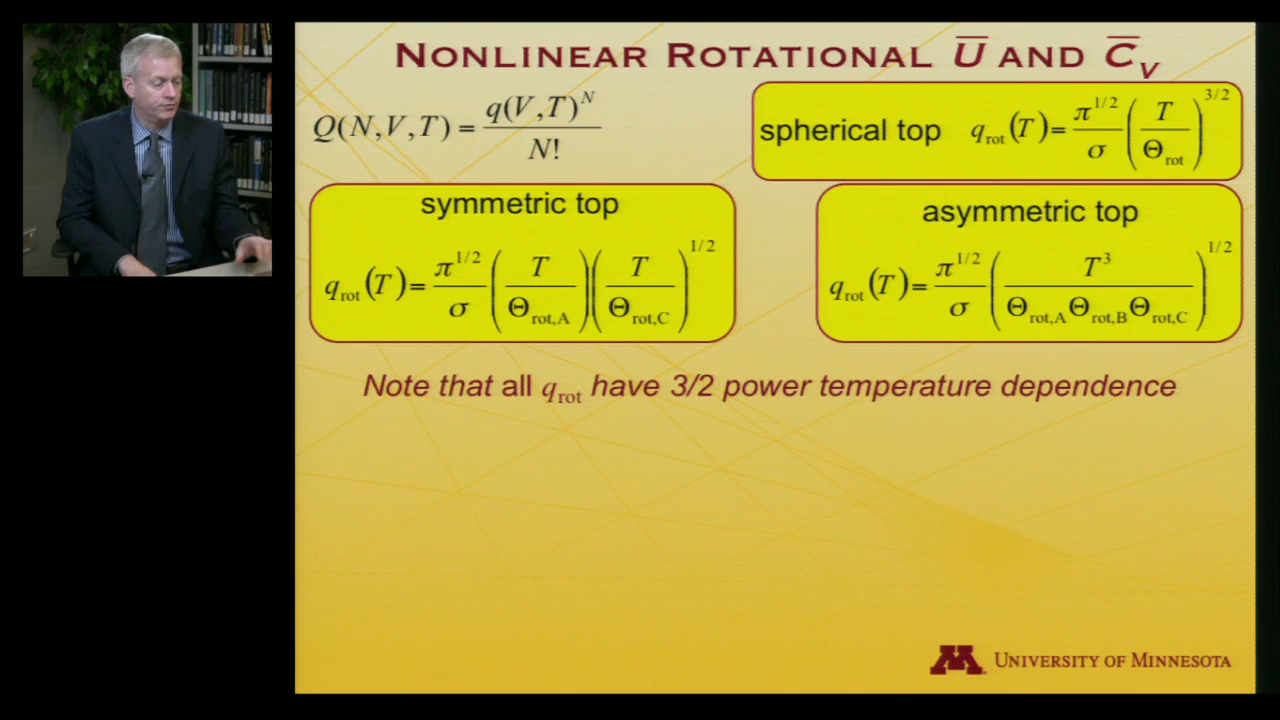 NONLINEAR ROTATIONAL U̅ AND C̅_V
Q(N,V,T) = q(V,T)^N / N!
spherical top q_rot(T) = π^{1/2} / σ (T / Θ_rot)^{3/2}
symmetric top
q_rot(T) = π^{1/2} / σ (T / Θ_rot,A)(T / Θ_rot,C)^{1/2}
asymmetric top
q_rot(T) = π^{1/2} / σ (T^3 / Θ_rot,A Θ_rot,B Θ_rot,C)^{1/2}
Note that all q_rot have 3/2 power temperature dependence
M UNIVERSITY OF MINNESOTA